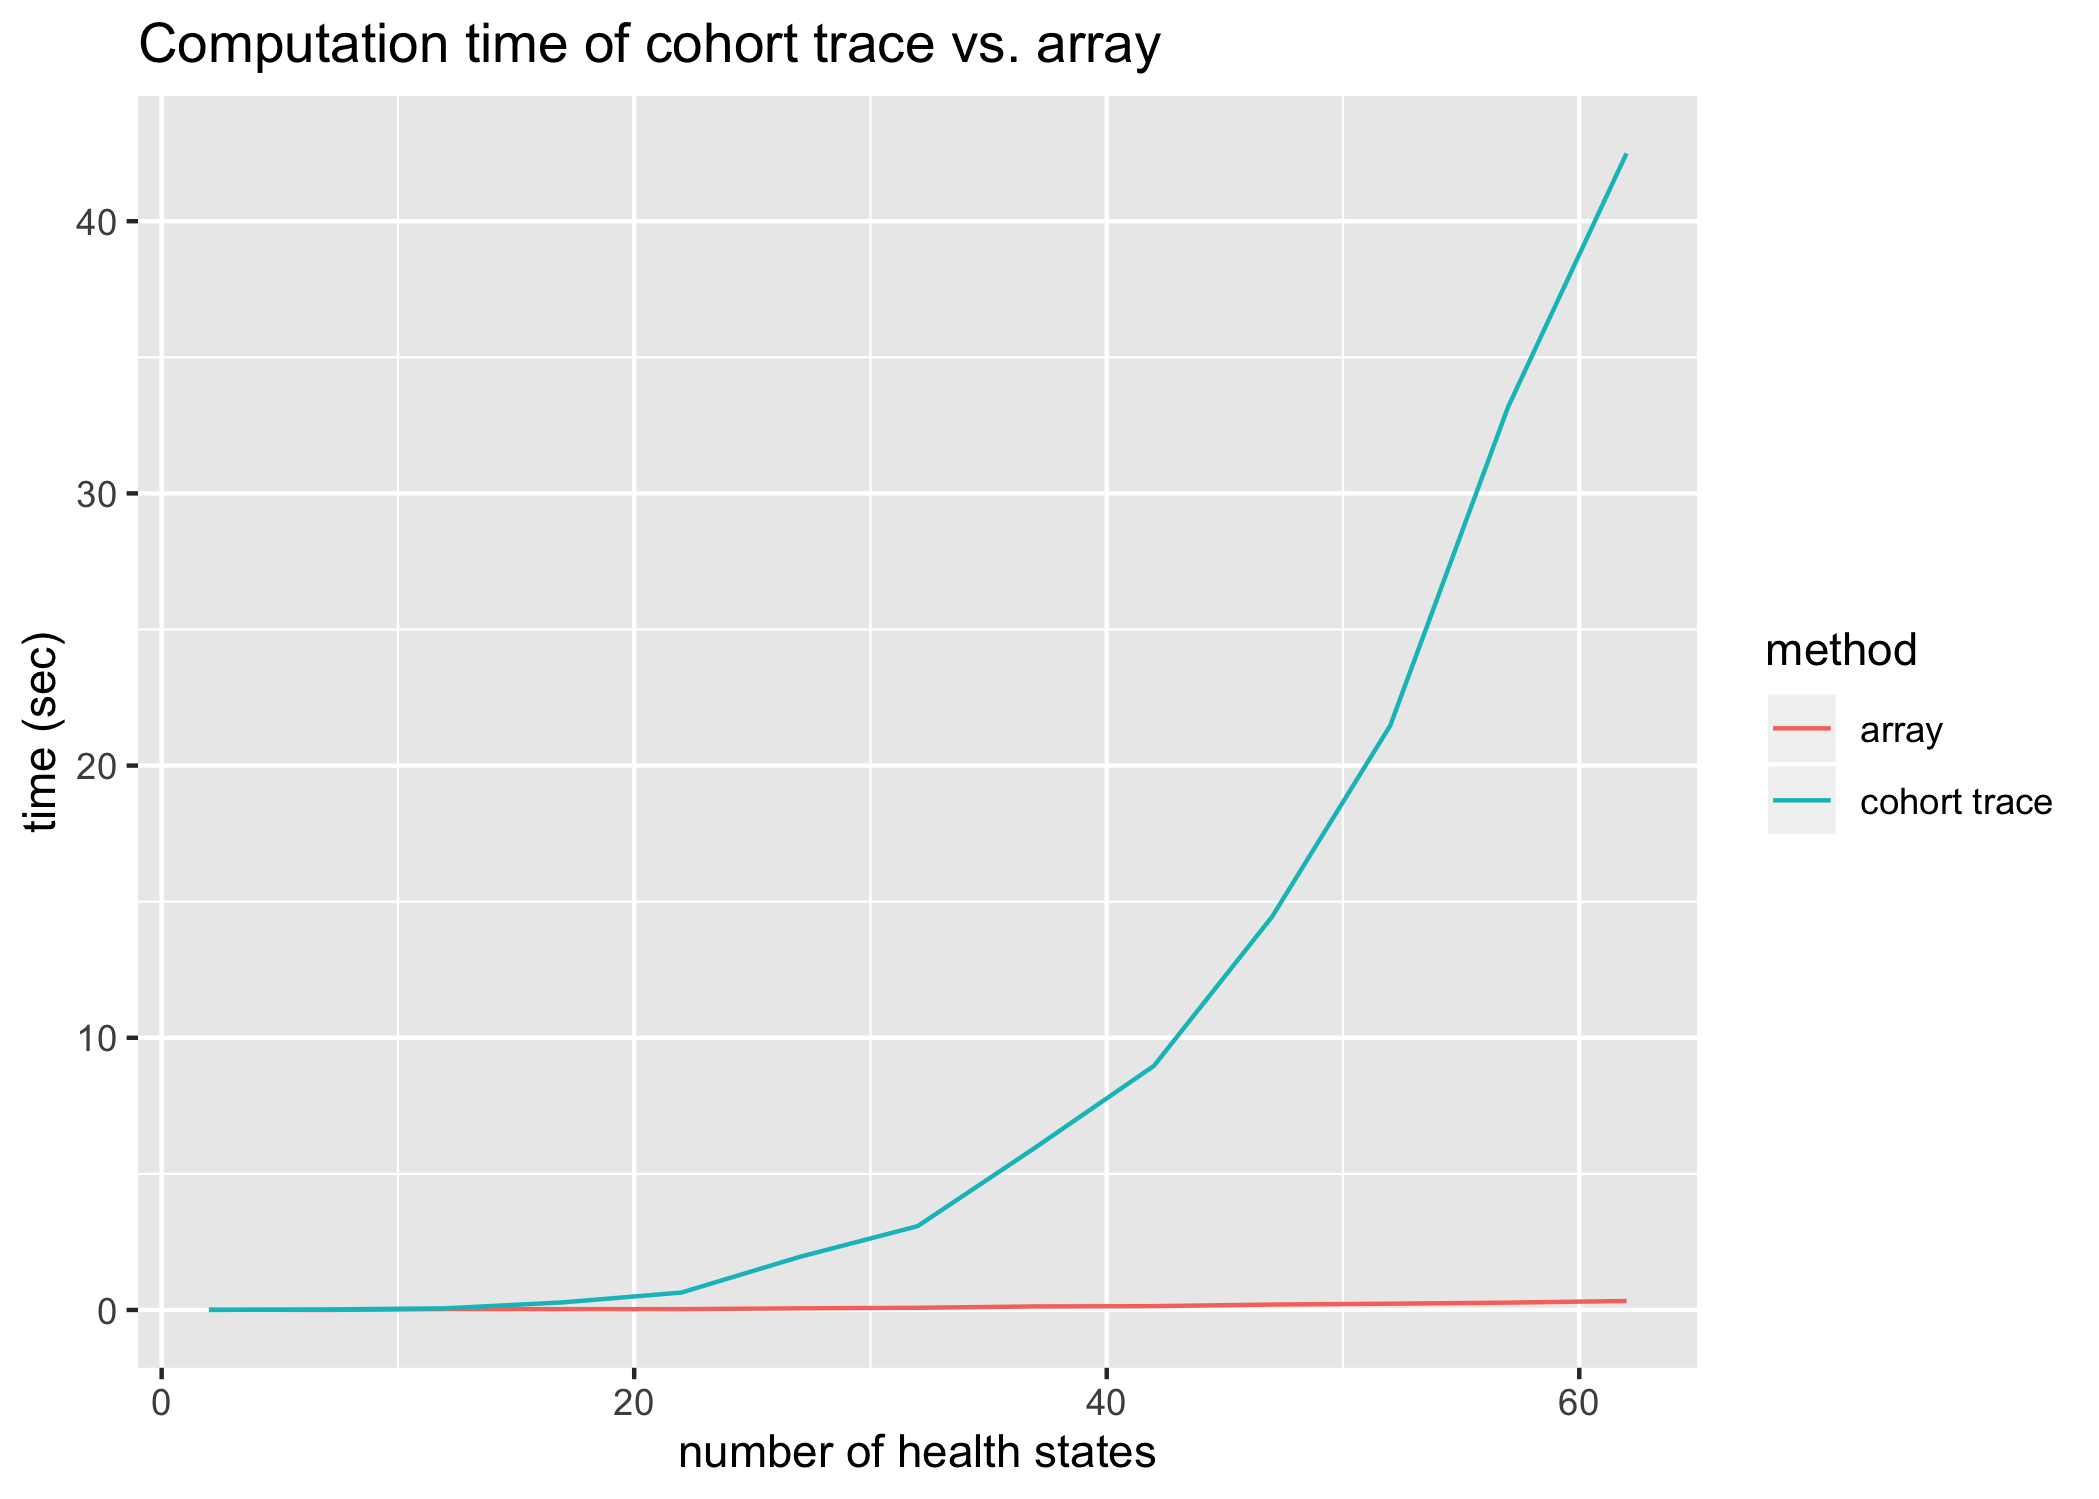 Computation time of cohort trace vs. array
40
30
20
10
0
time (sec)
0 20 40 60
number of health states
method
array
cohort trace